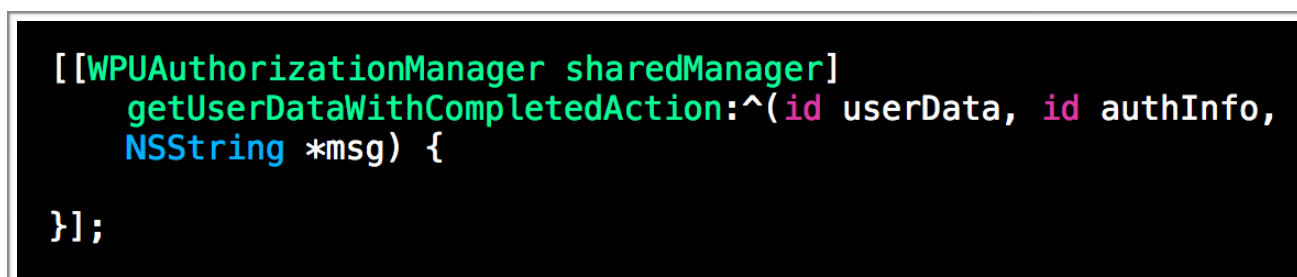 [[WPUAuthorizationManager sharedManager]
getUserDataWithCompletedAction:^(id userData, id authInfo,
NSString *msg) {
}];